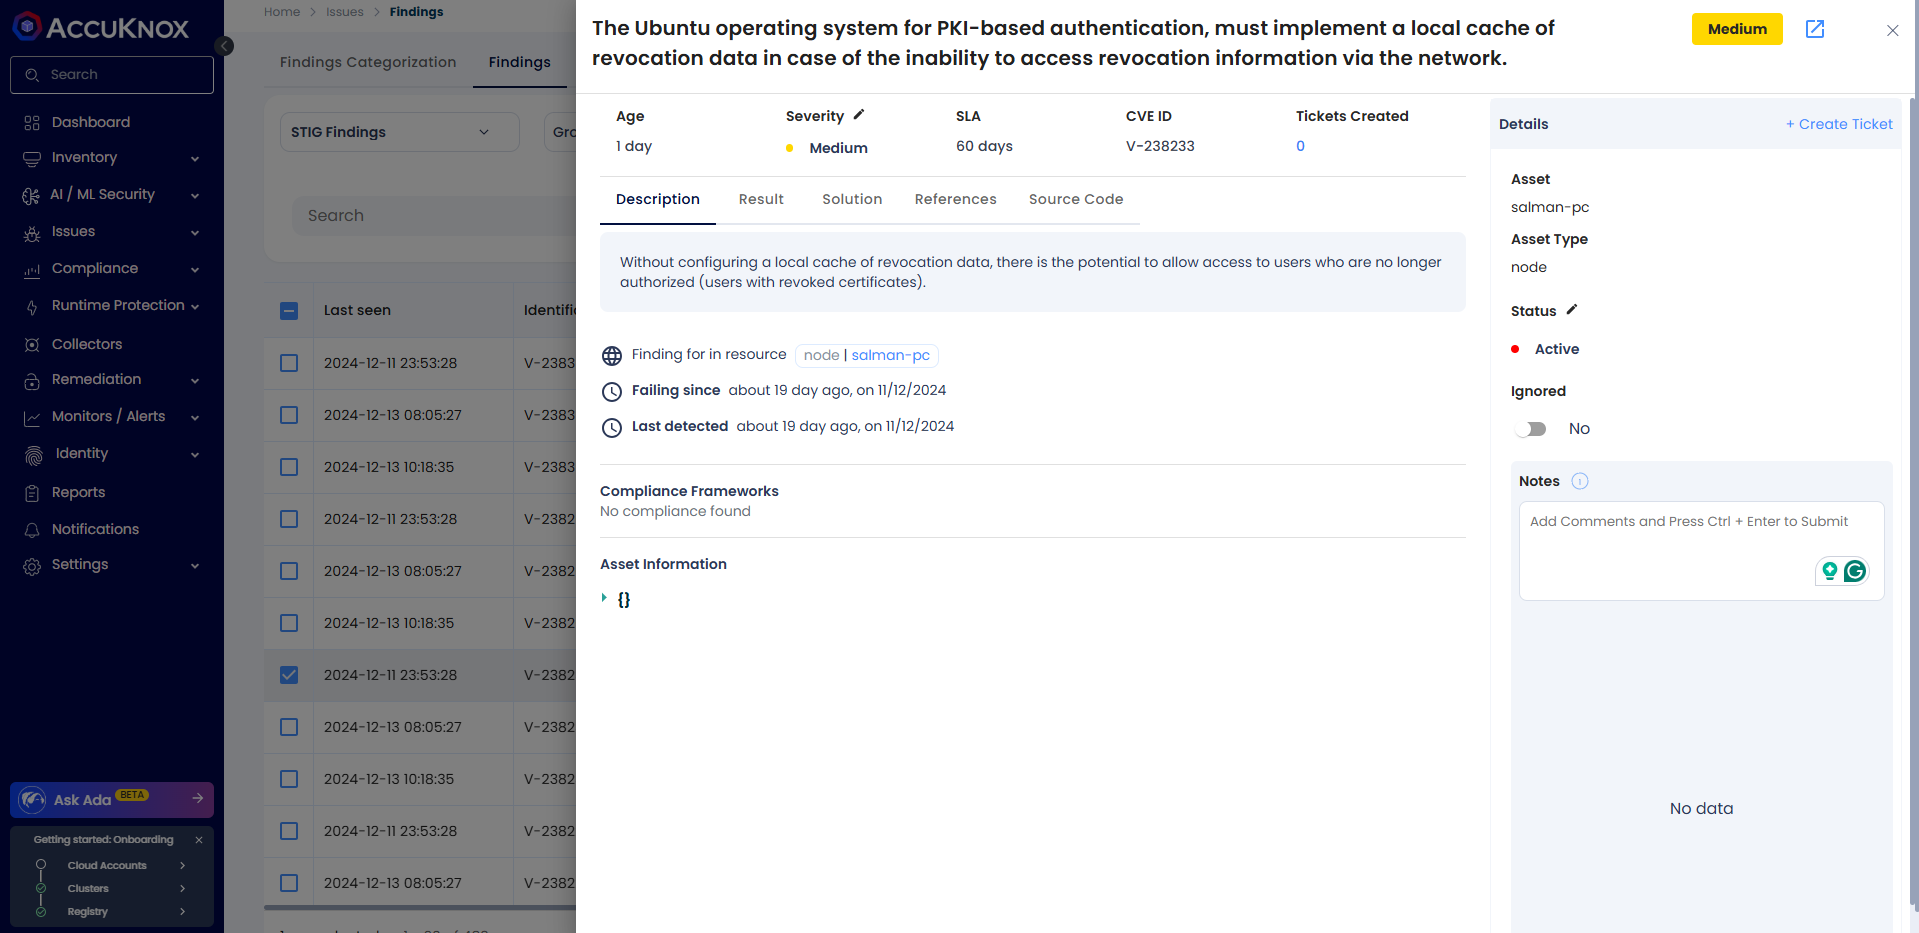 ACCUKNOX
Search
Dashboard
Inventory
AI / ML Security
Issues
Compliance
Runtime Protection
Collectors
Remediation
Monitors / Alerts
Identity
Reports
Notifications
Settings
Ask Ada BETA
Getting started: Onboarding
Cloud Accounts
Clusters
Registry
Home > Issues > Findings
Findings Categorization Findings
STIG Findings
Search
Last seen
2024-12-11 23:53:28 V-2383
2024-12-13 08:05:27 V-2383
2024-12-13 10:18:35 V-2383
2024-12-11 23:53:28 V-2382
2024-12-13 08:05:27 V-2382
2024-12-13 10:18:35 V-2382
2024-12-11 23:53:28 V-2382
2024-12-13 08:05:27 V-2382
2024-12-13 10:18:35 V-2382
2024-12-11 23:53:28 V-2382
2024-12-13 08:05:27 V-2382
The Ubuntu operating system for PKI-based authentication, must implement a local cache of
revocation data in case of the inability to access revocation information via the network.
Medium
Age Severity SLA CVE ID Tickets Created
1 day Medium 60 days V-238233 0
Description Result Solution References Source Code
Without configuring a local cache of revocation data, there is the potential to allow access to users who are no longer
authorized (users with revoked certificates).
Finding for in resource node | salman-pc
Failing since about 19 day ago, on 11/12/2024
Last detected about 19 day ago, on 11/12/2024
Compliance Frameworks
No compliance found
Asset Information
{}
Details + Create Ticket
Asset
salman-pc
Asset Type
node
Status
Active
Ignored
No
Notes
Add Comments and Press Ctrl + Enter to Submit
No data